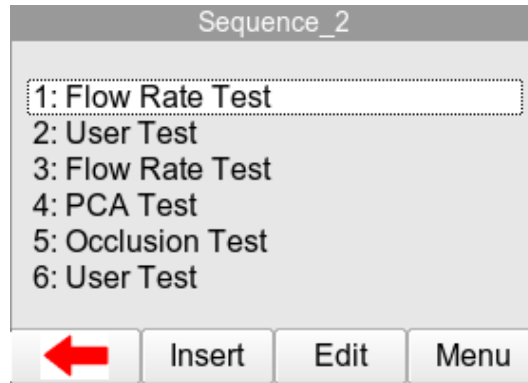 Sequence_2
1: Flow Rate Test
2: User Test
3: Flow Rate Test
4: PCA Test
5: Occlusion Test
6: User Test
Insert Edit Menu